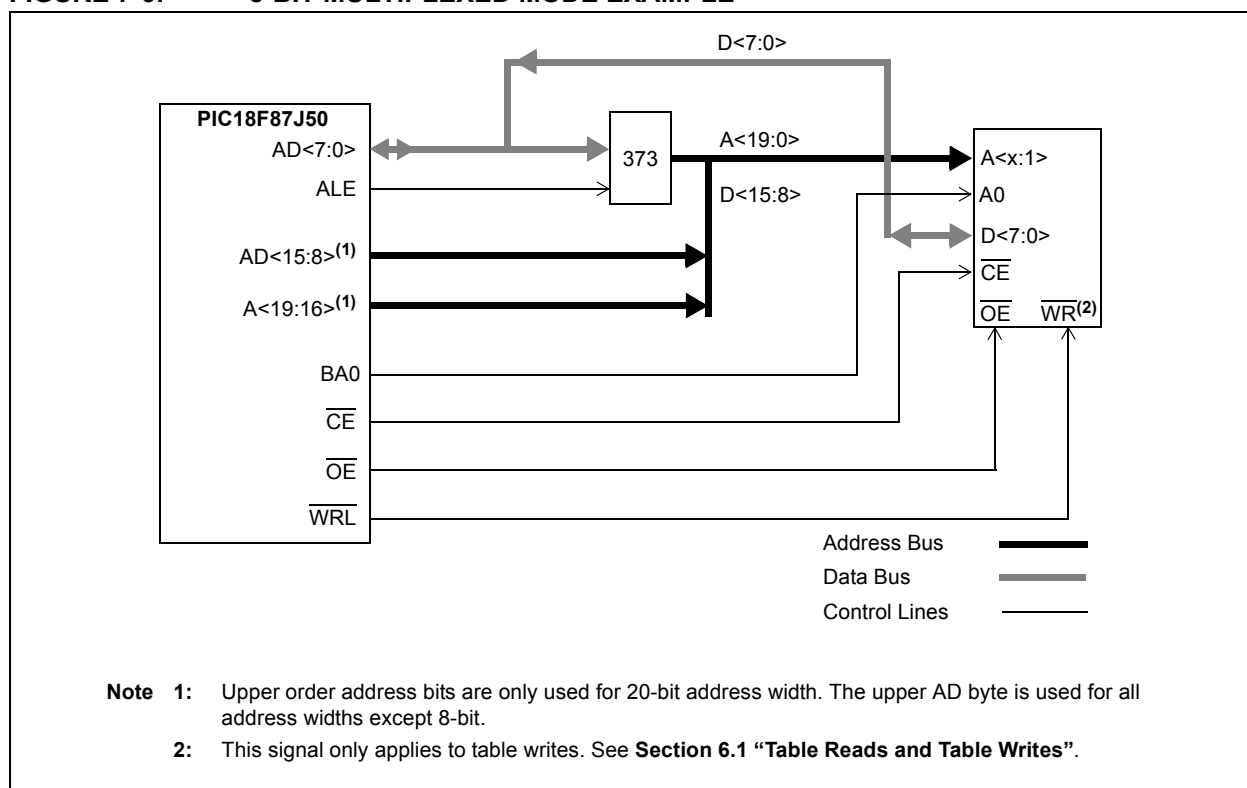 D<7:0>
PIC18F87J50
AD<7:0>
373
A<19:0>
A<x:1>
ALE
D<15:8>
A0
D<7:0>
AD<15:8>(1)
CE
A<19:16>(1)
OE WR(2)
BA0
CE
OE
WRL
Address Bus
Data Bus
Control Lines
Note 1: Upper order address bits are only used for 20-bit address width. The upper AD byte is used for all
address widths except 8-bit.
2: This signal only applies to table writes. See Section 6.1 “Table Reads and Table Writes”.